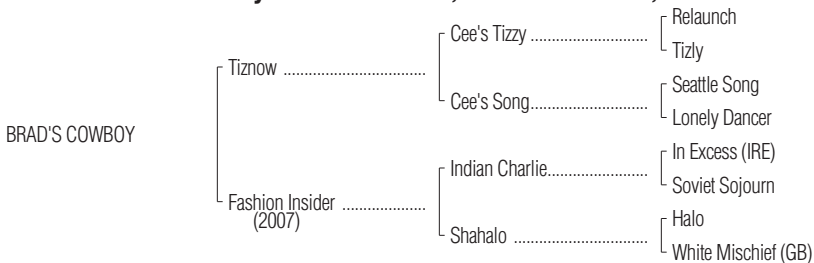 Relaunch
Cee's Tizzy ................................
Tizly
Tiznow ..................................
Seattle Song
Cee's Song............................
Lonely Dancer
BRAD'S COWBOY
In Excess (IRE)
Indian Charlie........................
Soviet Sojourn
Fashion Insider ....................
(2007)
Halo
Shahalo ................................
White Mischief (GB)